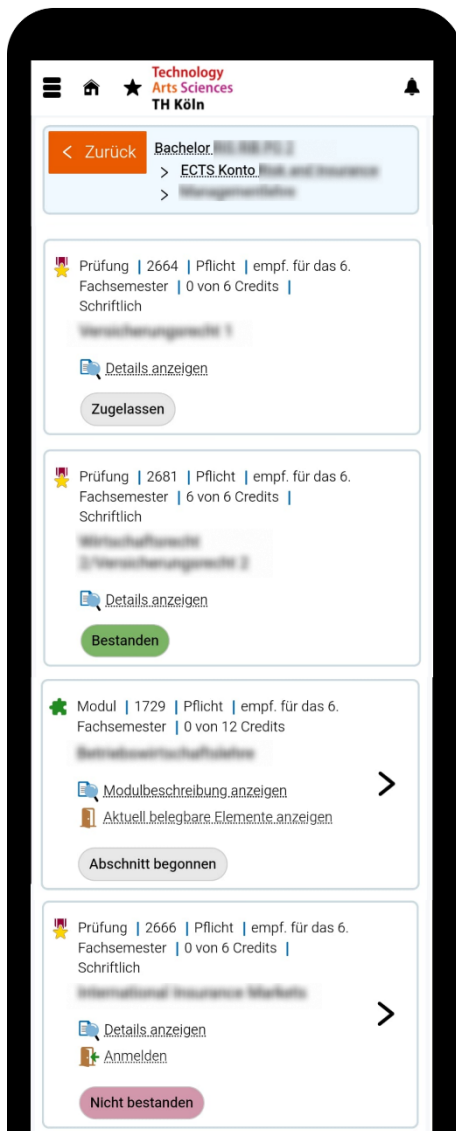 Technology
Arts Sciences
TH Köln
Zurück
Bachelor
> ECTS Konto
>
Prüfung | 2664 | Pflicht | empf. für das 6.
Fachsemester | 0 von 6 Credits |
Schriftlich
Details anzeigen
Zugelassen
Prüfung | 2681 | Pflicht | empf. für das 6.
Fachsemester | 6 von 6 Credits |
Schriftlich
Details anzeigen
Bestanden
Modul | 1729 | Pflicht | empf. für das 6.
Fachsemester | 0 von 12 Credits
Modulbeschreibung anzeigen
Aktuell belegbare Elemente anzeigen
Abschnitt begonnen
Prüfung | 2666 | Pflicht | empf. für das 6.
Fachsemester | 0 von 6 Credits |
Schriftlich
Details anzeigen
Anmelden
Nicht bestanden